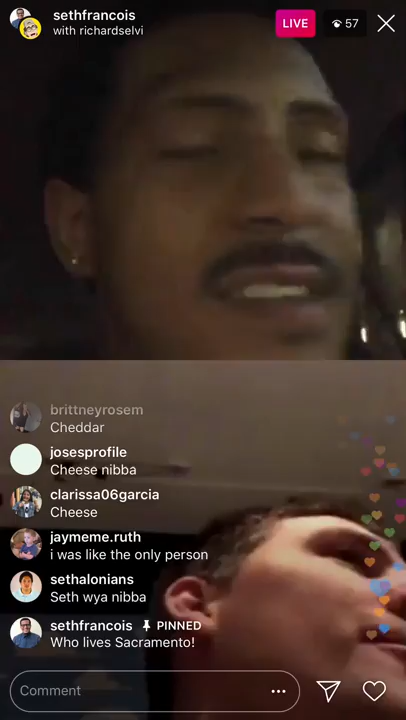 sethfrancois
with richardselvi
LIVE
57
brittneyrosem
Cheddar
josesprofile
Cheese nibba
clarissa06garcia
Cheese
jaymeme.ruth
i was like the only person
sethalonians
Seth wya nibba
sethfrancois PINNED
Who lives Sacramento!
Comment